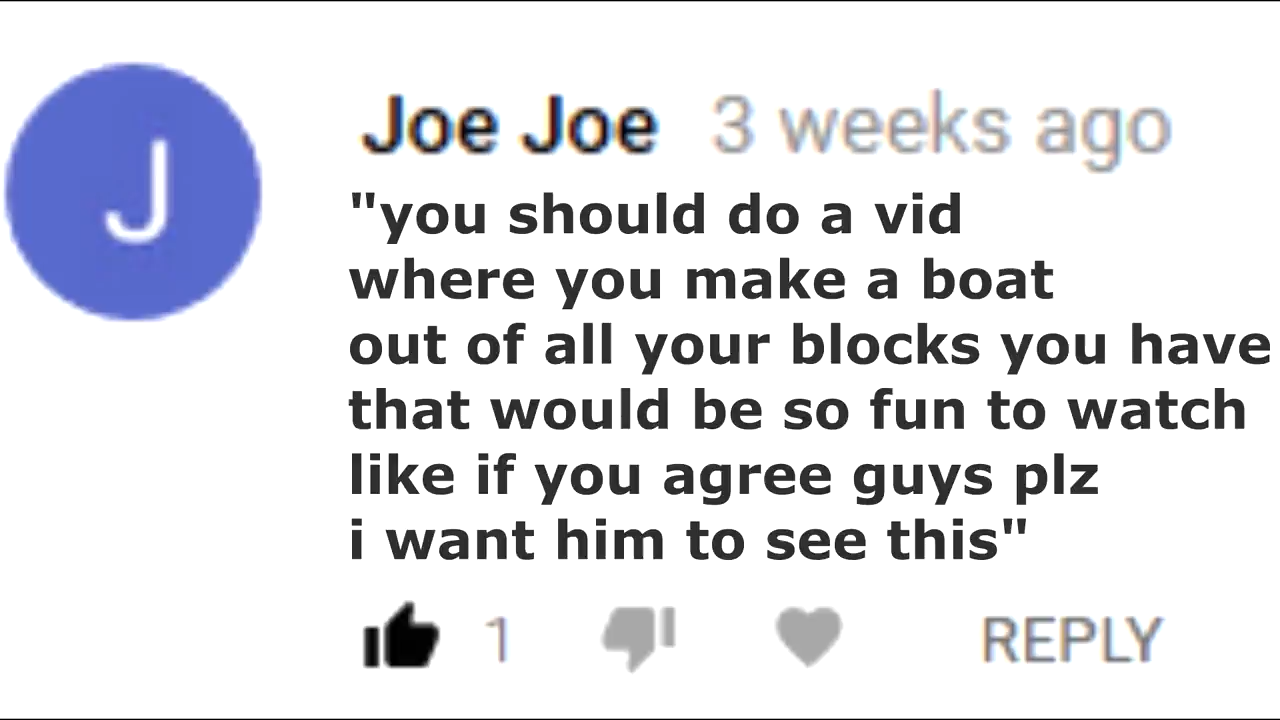 J
Joe Joe 3 weeks ago
"you should do a vid
where you make a boat
out of all your blocks you have
that would be so fun to watch
like if you agree guys plz
i want him to see this"
1 REPLY